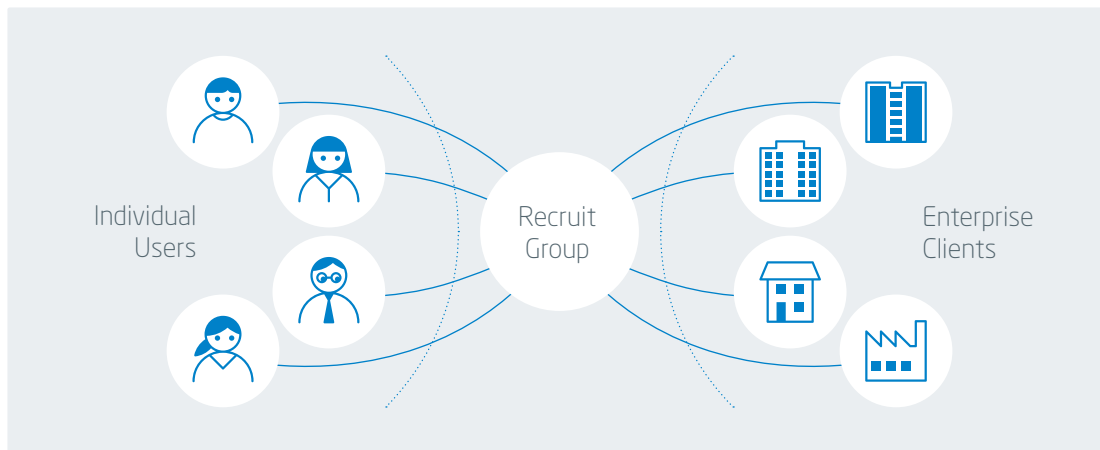 Individual
Users
Recruit
Group
Enterprise
Clients